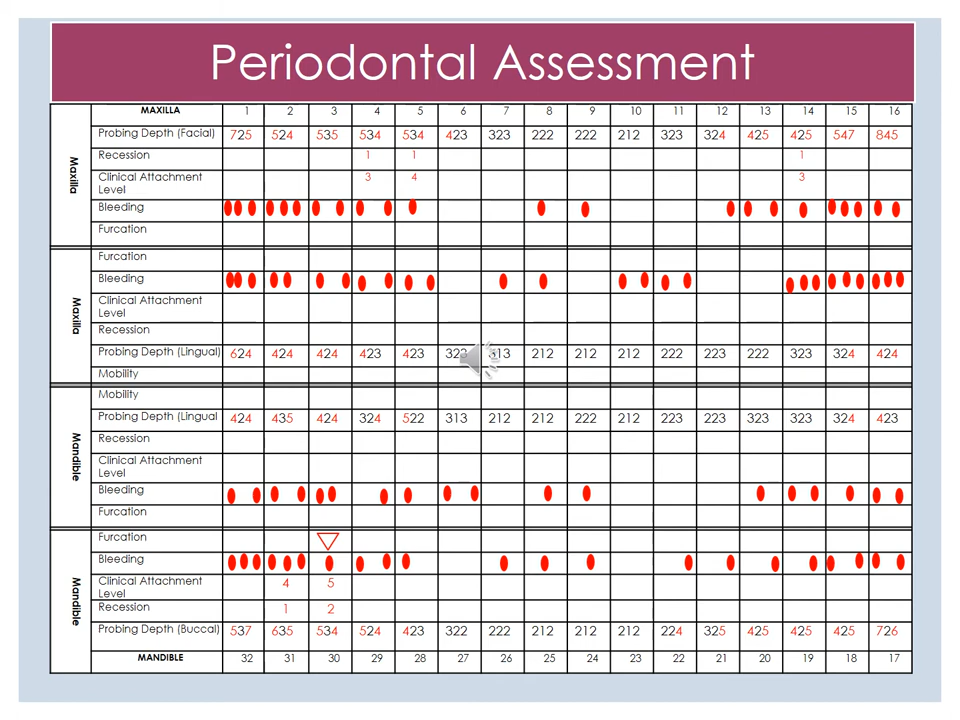 Periodontal Assessment
MAXILLA 1 2 3 4 5 6 7 8 9 10 11 12 13 14 15 16
Probing Depth (Facial) 725 524 535 534 534 423 323 222 222 212 323 324 425 425 547 845
Recession 1 1 1
Clinical Attachment Level 3 4 3
Bleeding
Furcation
Maxilla
Furcation
Bleeding
Clinical Attachment Level
Recession
Probing Depth (Lingual) 624 424 424 423 423 323 313 212 212 212 222 223 222 323 324 424
Mobility
Maxilla
Mobility
Probing Depth (Lingual 424 435 424 324 522 313 212 212 222 212 223 223 323 323 324 423
Recession
Clinical Attachment Level
Bleeding
Furcation
Mandible
Furcation
Bleeding
Clinical Attachment Level 4 5
Recession 1 2
Probing Depth (Buccal) 537 635 534 524 423 322 222 212 212 212 224 325 425 425 425 726
Mandible
MANDIBLE 32 31 30 29 28 27 26 25 24 23 22 21 20 19 18 17